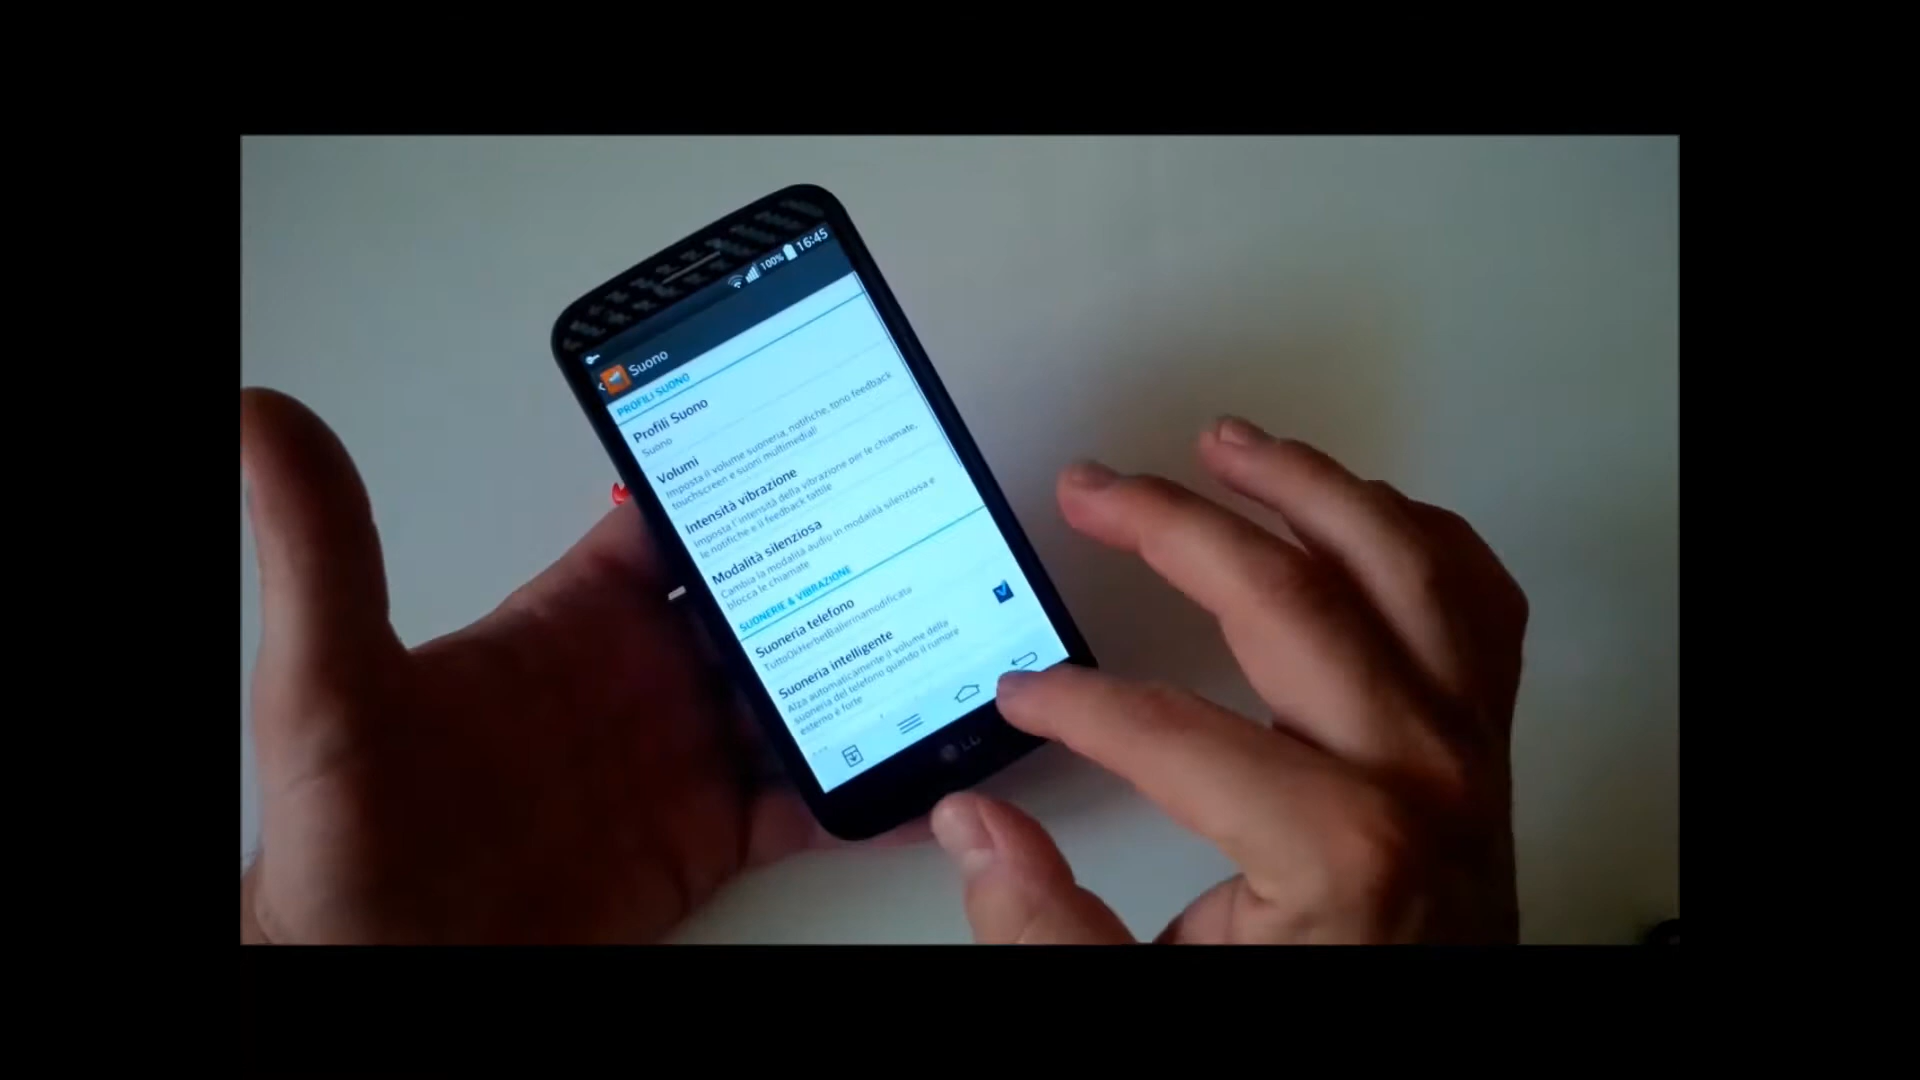 100% 16:45
Suono
PROFILI SUONO
Profili Suono
Suono
Volumi
Imposta il volume suoneria, notifiche, tono feedback
touchscreen e suoni multimediali
Intensità vibrazione
Imposta l'intensità della vibrazione per le chiamate,
le notifiche e il feedback tattile
Modalità silenziosa
Cambia la modalità audio in modalità silenziosa e
blocca le chiamate
SUONERIE & VIBRAZIONE
Suoneria telefono
TuttoOkHerbetBallerinamodificata
Suoneria intelligente
Alza automaticamente il volume della
suoneria del telefono quando il rumore
esterno è forte
LG